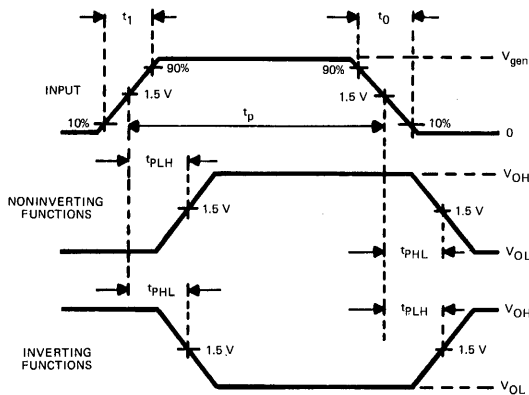 t1
t0
90%
90%
Vgen
INPUT
1.5 V
1.5 V
tp
10%
10%
0
tPLH
VOH
NONINVERTING
FUNCTIONS
1.5 V
1.5 V
tPHL
VOL
tPHL
tPLH
VOH
INVERTING
FUNCTIONS
1.5 V
1.5 V
VOL